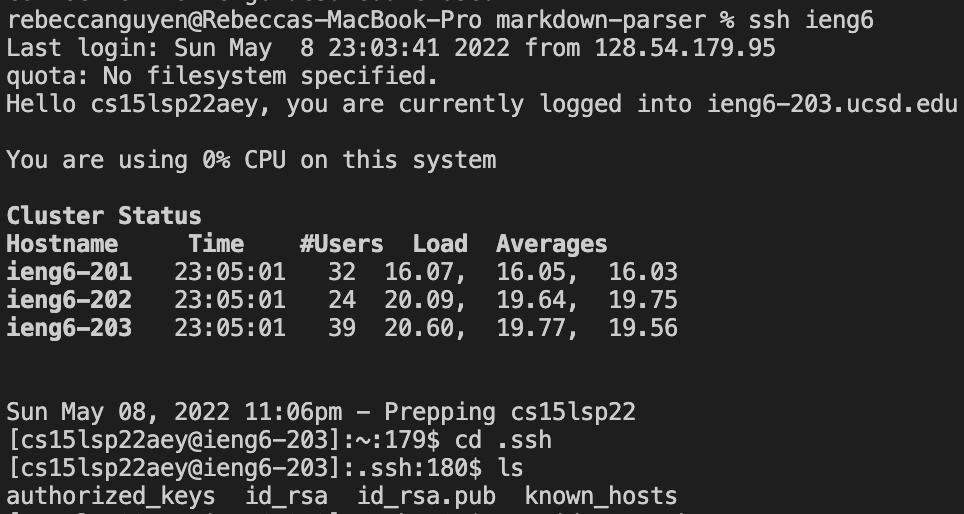 rebeccanguyen@Rebeccas-MacBook-Pro markdown-parser % ssh ieng6
Last login: Sun May  8 23:03:41 2022 from 128.54.179.95
quota: No filesystem specified.
Hello cs15lsp22aey, you are currently logged into ieng6-203.ucsd.edu
You are using 0% CPU on this system
Cluster Status
Hostname     Time    #Users  Load  Averages
ieng6-201   23:05:01   32  16.07,  16.05,  16.03
ieng6-202   23:05:01   24  20.09,  19.64,  19.75
ieng6-203   23:05:01   39  20.60,  19.77,  19.56
Sun May 08, 2022 11:06pm - Prepping cs15lsp22
[cs15lsp22aey@ieng6-203]:~:179$ cd .ssh
[cs15lsp22aey@ieng6-203]:.ssh:180$ ls
authorized_keys  id_rsa  id_rsa.pub  known_hosts